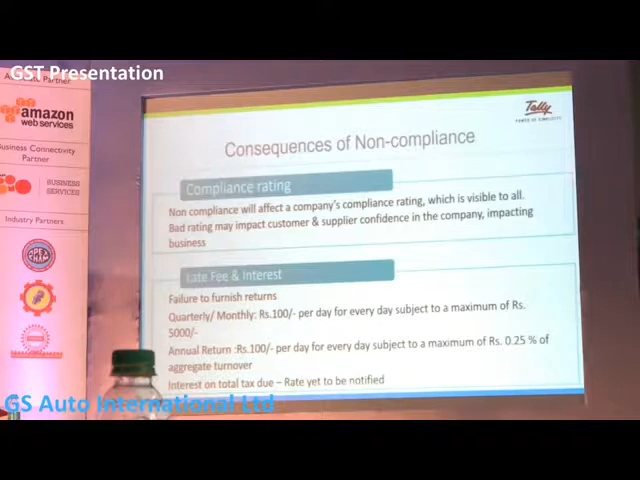 GST Presentation
Partner
amazon
web services
Business Connectivity
Partner
BUSINESS
SERVICES
Industry Partners
Tally
POWER OF SIMPLICITY
Consequences of Non-compliance
Compliance rating
Non compliance will affect a company's compliance rating, which is visible to all.
Bad rating may impact customer & supplier confidence in the company, impacting
business
Late Fee & Interest
Failure to furnish returns
Quarterly/ Monthly: Rs.100/- per day for every day subject to a maximum of Rs.
5000/-
Annual Return :Rs.100/- per day for every day subject to a maximum of Rs. 0.25 % of
aggregate turnover
Interest on total tax due – Rate yet to be notified
GS Auto International Ltd